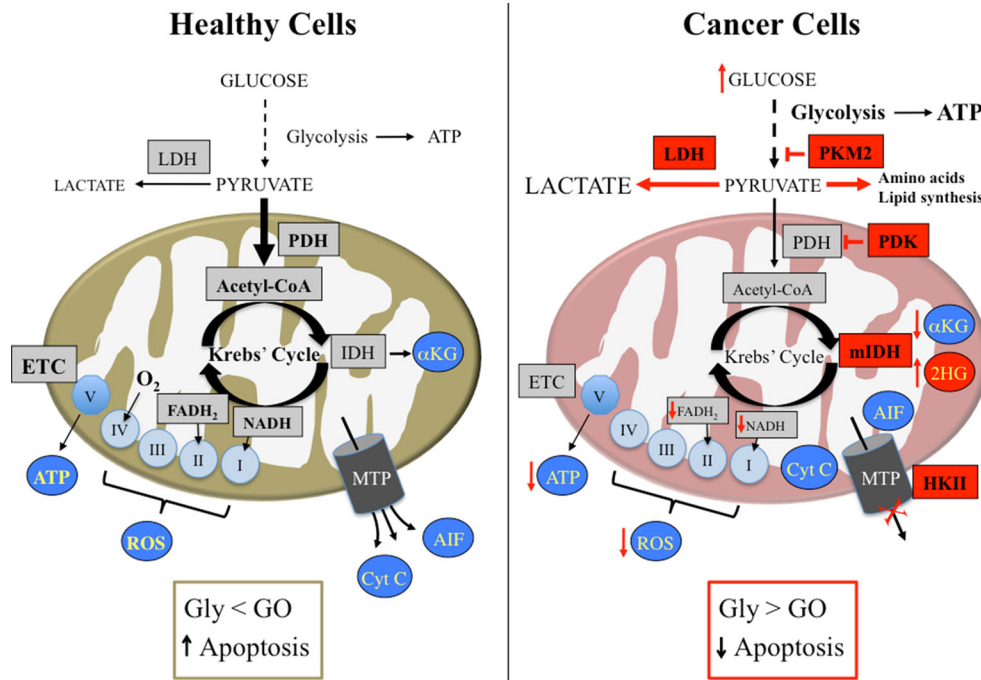 Healthy Cells
GLUCOSE
Glycolysis
ATP
LDH
LACTATE
PYRUVATE
PDH
Acetyl-CoA
Krebs' Cycle
IDH
αKG
ETC
O₂
V
FADH₂
NADH
IV
III
II
I
MTP
ATP
ROS
AIF
Cyt C
Gly < GO
↑ Apoptosis
Cancer Cells
↑ GLUCOSE
Glycolysis
ATP
LDH
PKM2
LACTATE
PYRUVATE
Amino acids
Lipid synthesis
PDH
PDK
Acetyl-CoA
↓ αKG
Krebs' Cycle
mIDH
↑ 2HG
ETC
V
↓ FADH₂
↓ NADH
AIF
IV
III
II
I
Cyt C
MTP
HKII
↓ ATP
↓ ROS
Gly > GO
↓ Apoptosis